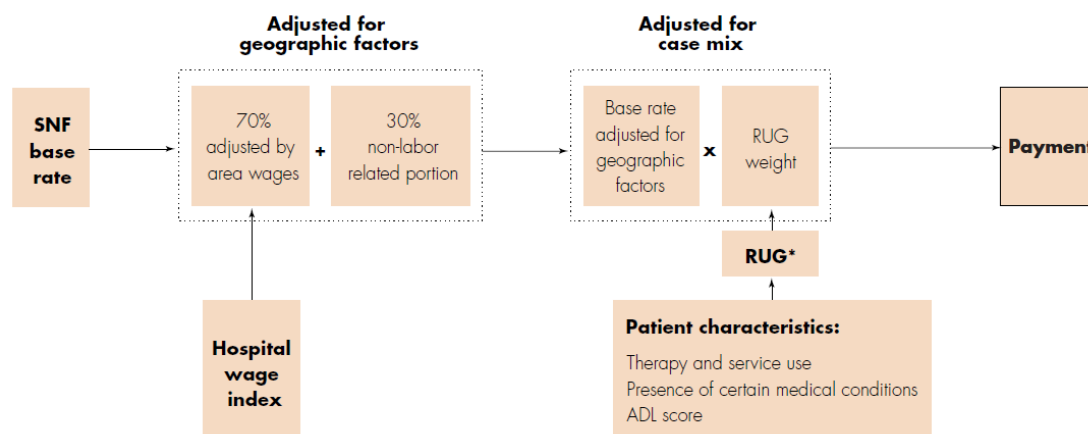 Adjusted for
geographic factors
Adjusted for
case mix
SNF
base
rate
70%
adjusted by
area wages
+
30%
non-labor
related portion
Base rate
adjusted for
geographic
factors
x
RUG
weight
Payment
RUG*
Hospital
wage
index
Patient characteristics:
Therapy and service use
Presence of certain medical conditions
ADL score